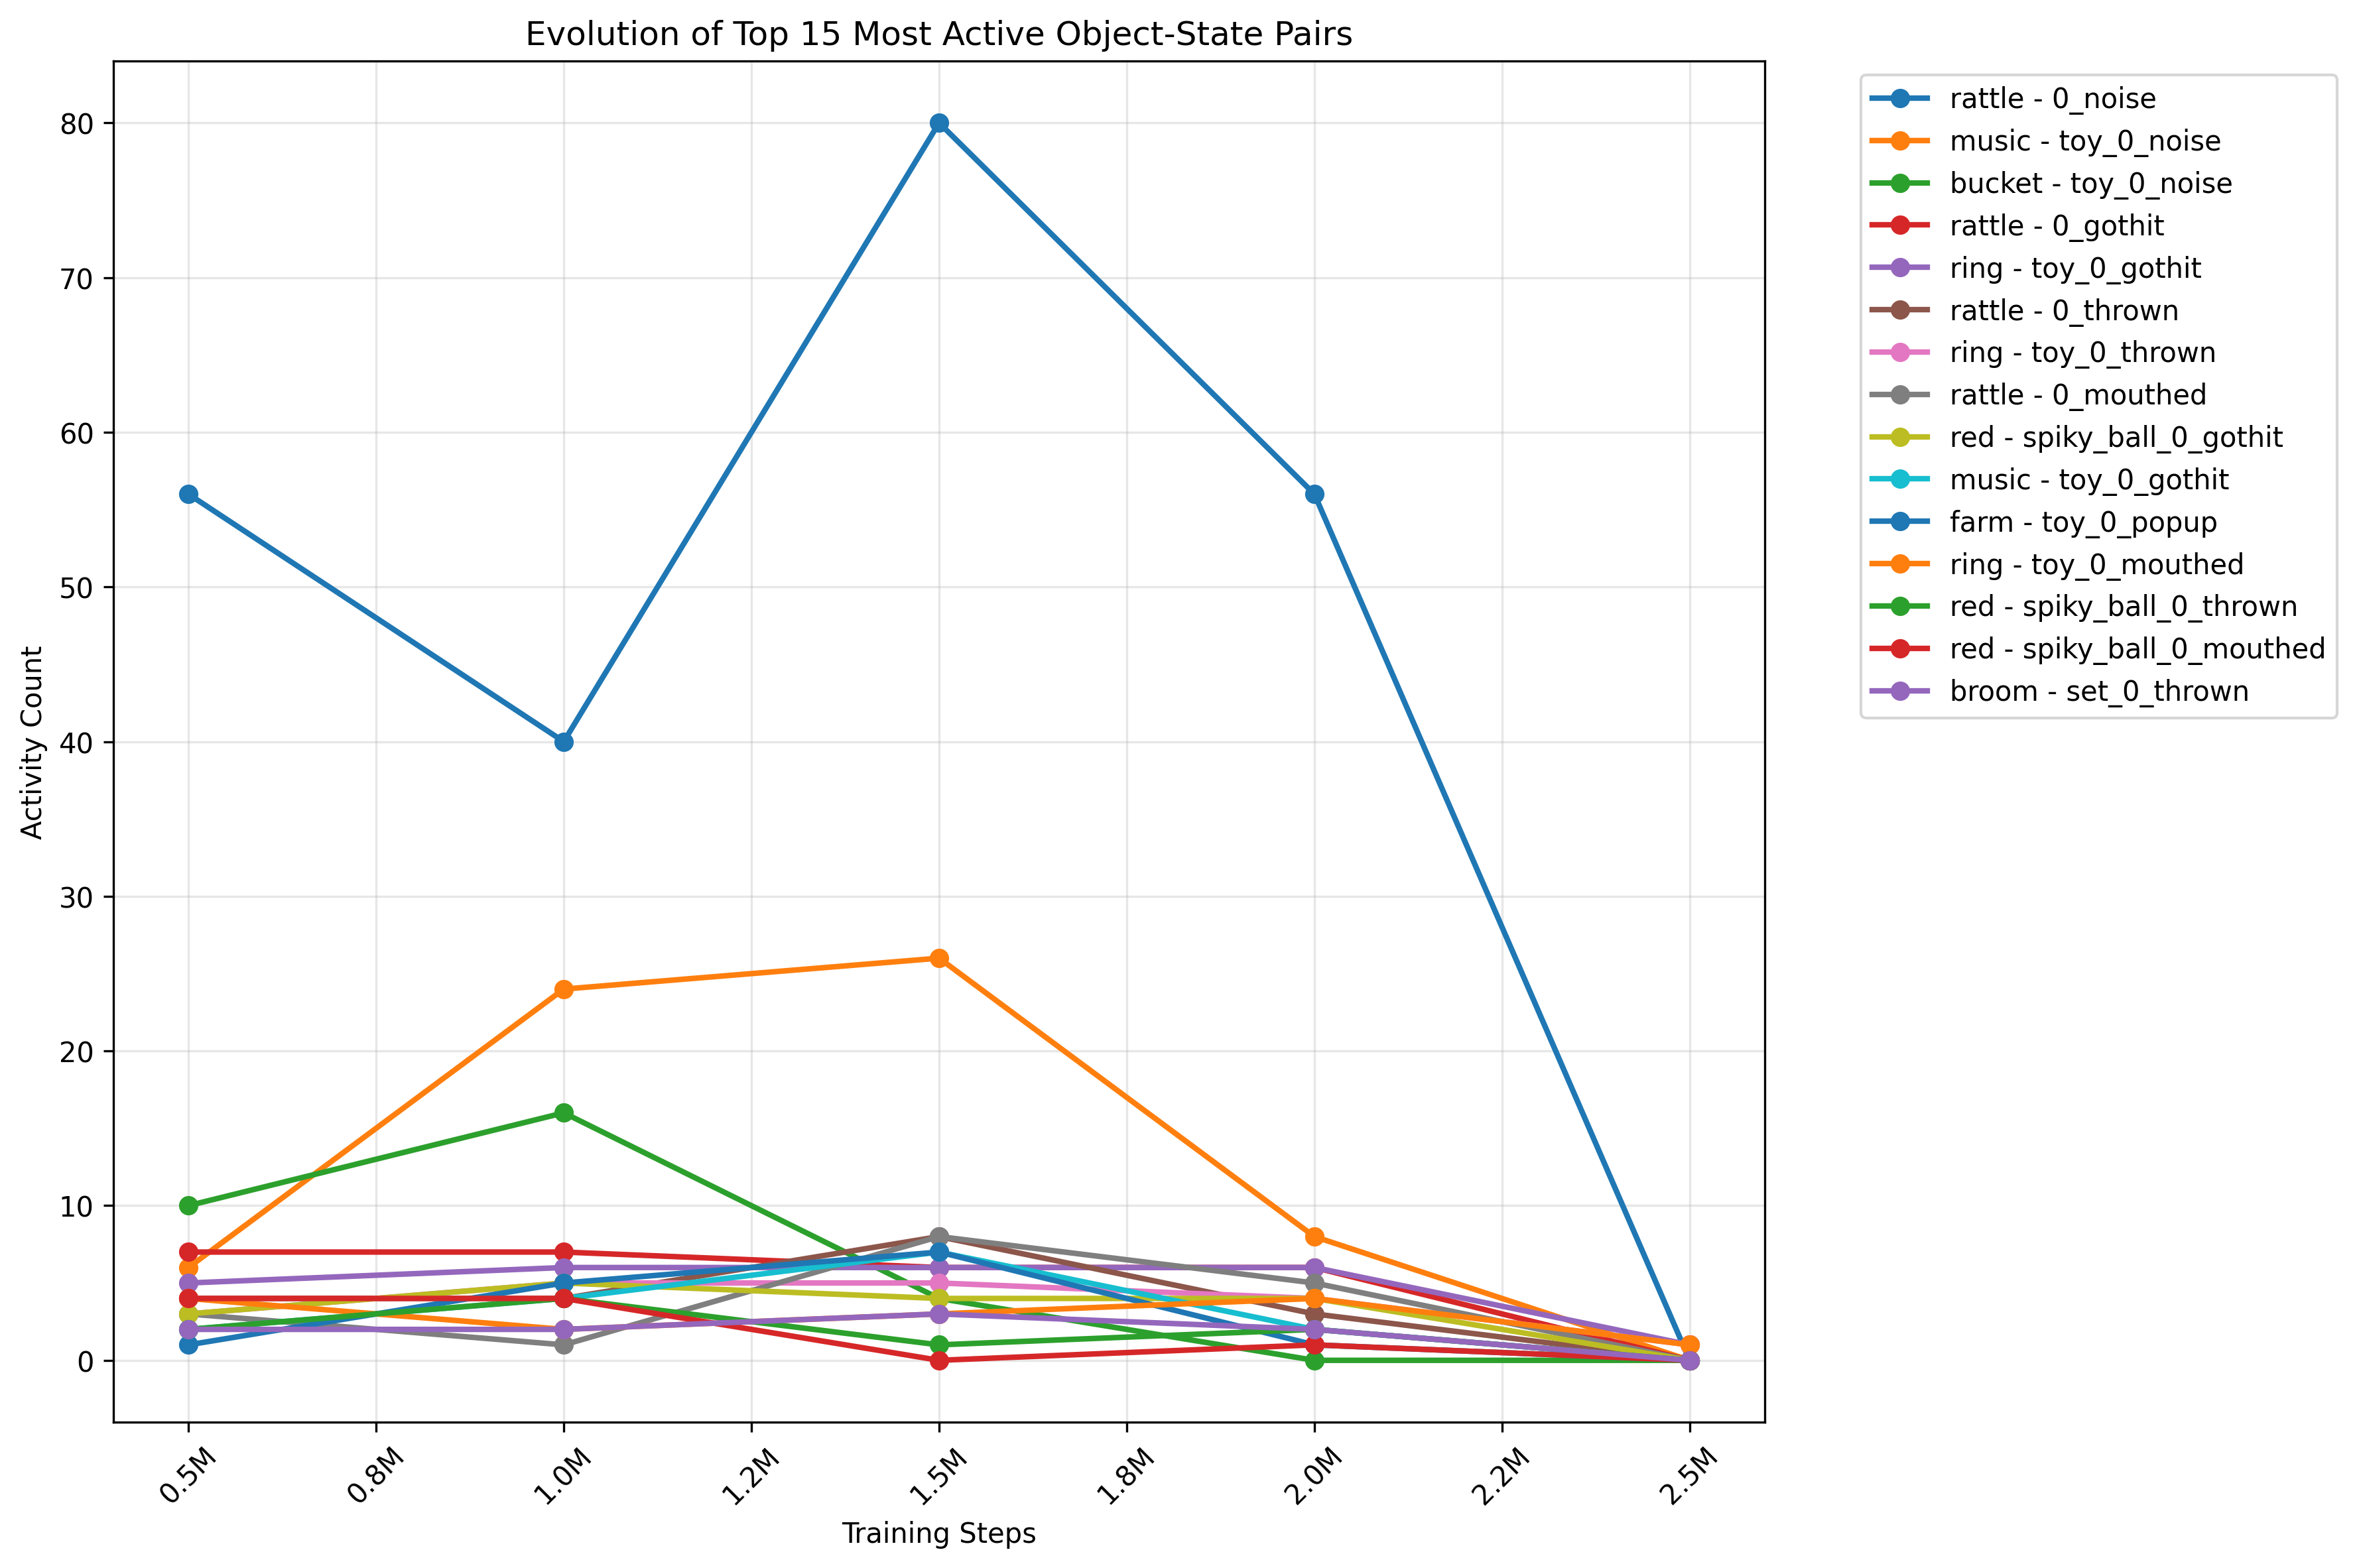 Evolution of Top 15 Most Active Object-State Pairs
Activity Count
80
70
60
50
40
30
20
10
0
0.5M
0.8M
1.0M
1.2M
1.5M
1.8M
2.0M
2.2M
2.5M
Training Steps
rattle - 0_noise
music - toy_0_noise
bucket - toy_0_noise
rattle - 0_gothit
ring - toy_0_gothit
rattle - 0_thrown
ring - toy_0_thrown
rattle - 0_mouthed
red - spiky_ball_0_gothit
music - toy_0_gothit
farm - toy_0_popup
ring - toy_0_mouthed
red - spiky_ball_0_thrown
red - spiky_ball_0_mouthed
broom - set_0_thrown